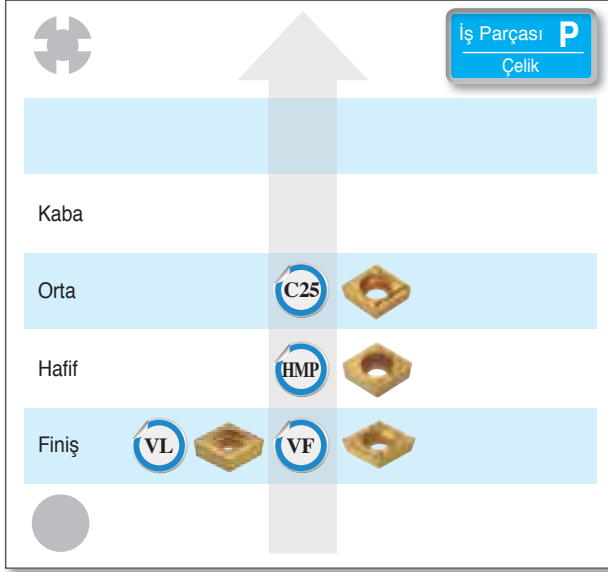 İş Parçası P
Çelik
Kaba
Orta C25
Hafif HMP
Finiş VL VF